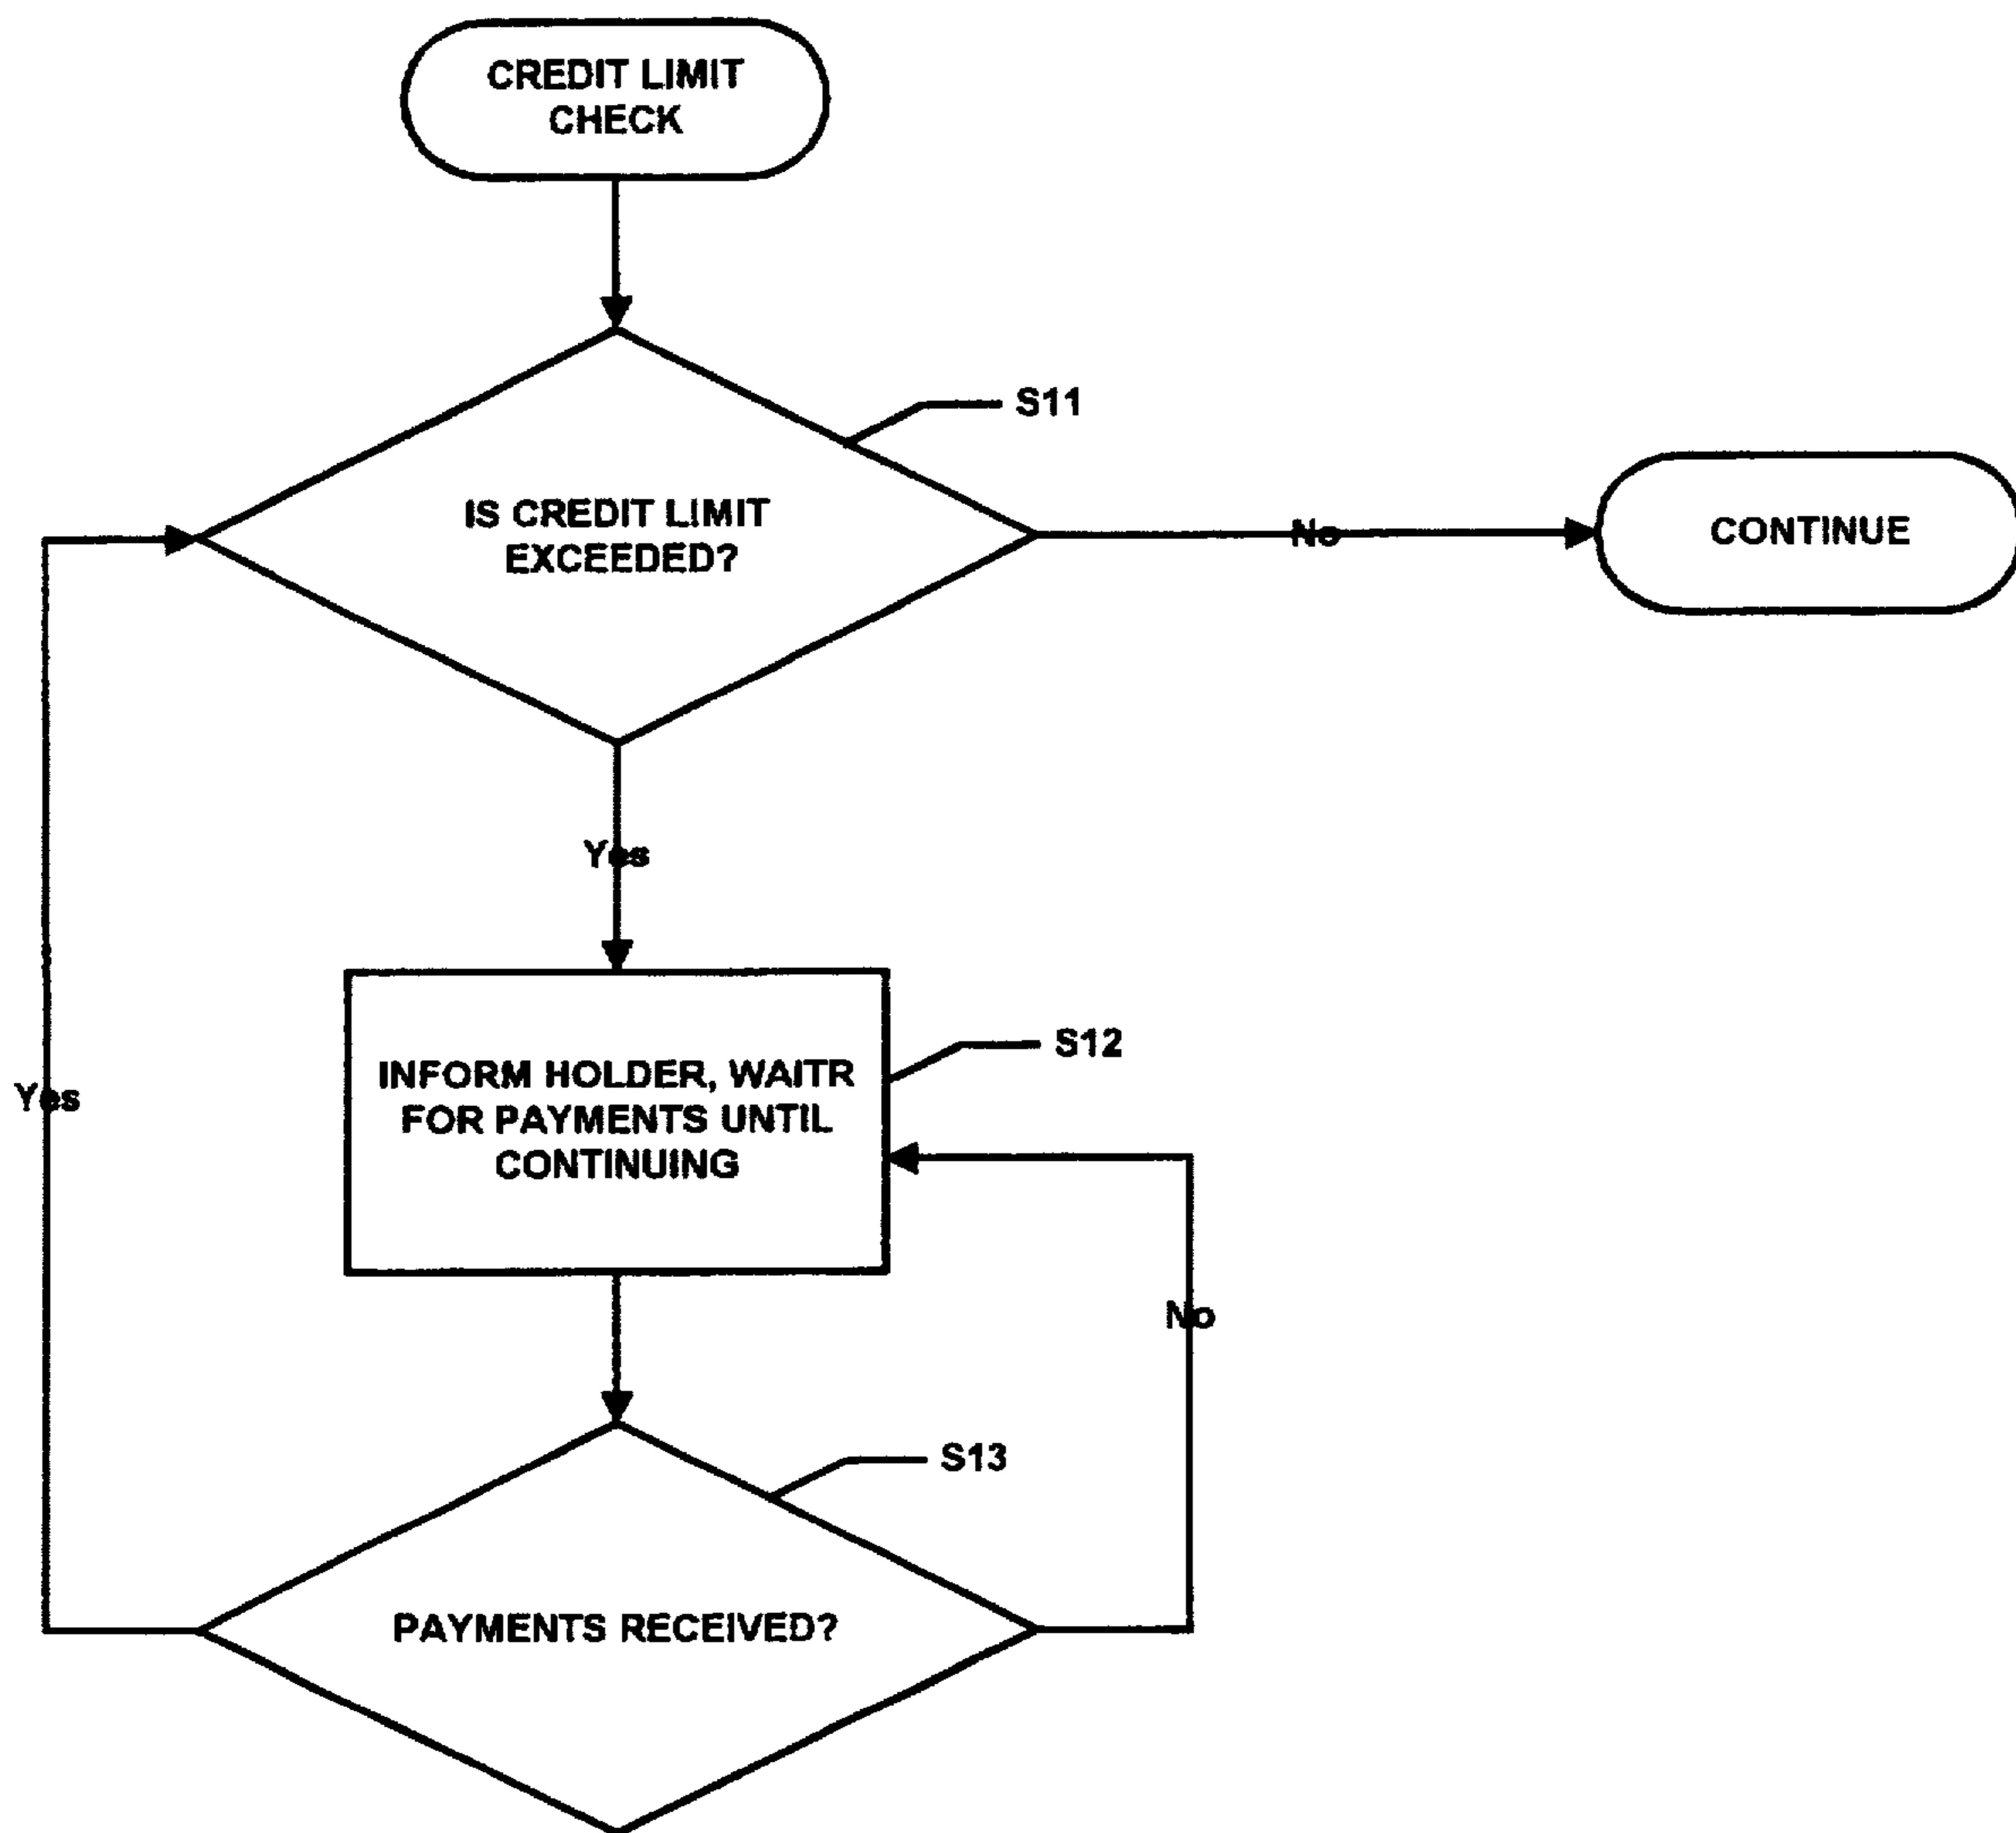 CREDIT LIMIT
CHECK
S11
IS CREDIT LIMIT
EXCEEDED?
No
CONTINUE
Yes
S12
INFORM HOLDER, WAITR
FOR PAYMENTS UNTIL
CONTINUING
Yes
No
S13
PAYMENTS RECEIVED?